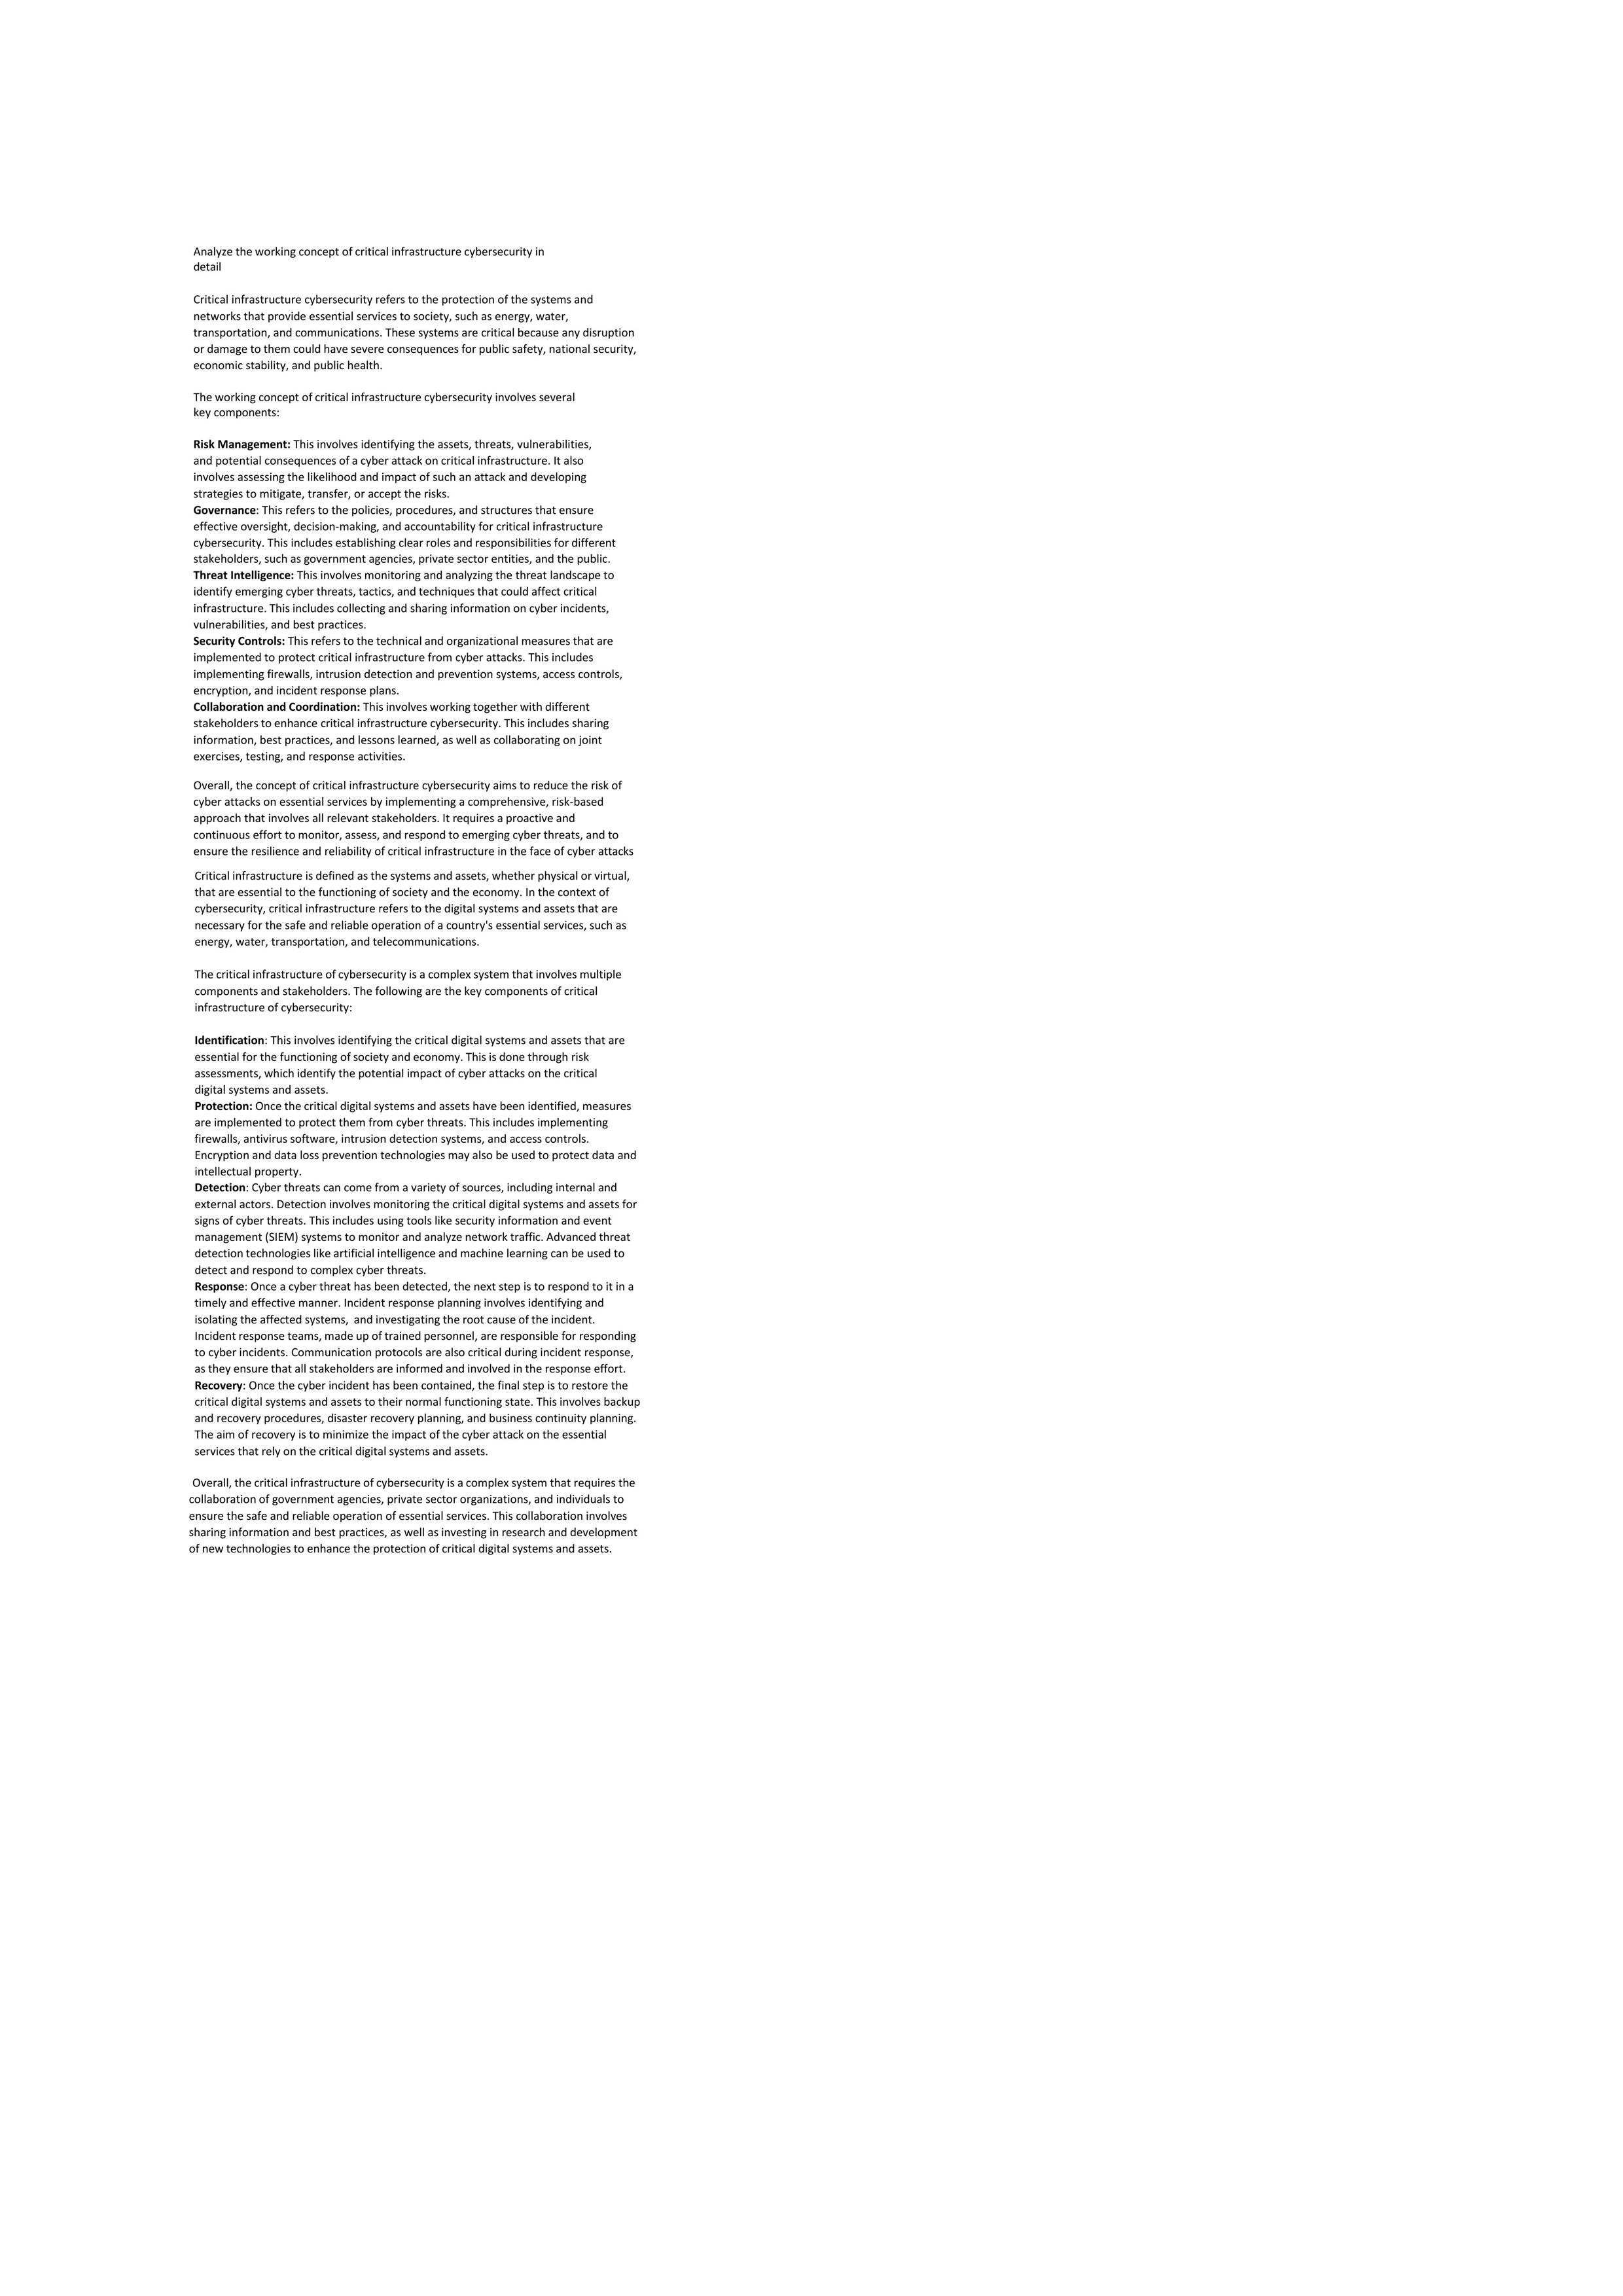 Analyze the working concept of critical infrastructure cybersecurity in
detail
Critical infrastructure cybersecurity refers to the protection of the systems and
networks that provide essential services to society, such as energy, water,
transportation, and communications. These systems are critical because any disruption
or damage to them could have severe consequences for public safety, national security,
economic stability, and public health.
The working concept of critical infrastructure cybersecurity involves several
key components:
Risk Management: This involves identifying the assets, threats, vulnerabilities,
and potential consequences of a cyber attack on critical infrastructure. It also
involves assessing the likelihood and impact of such an attack and developing
strategies to mitigate, transfer, or accept the risks.
Governance: This refers to the policies, procedures, and structures that ensure
effective oversight, decision-making, and accountability for critical infrastructure
cybersecurity. This includes establishing clear roles and responsibilities for different
stakeholders, such as government agencies, private sector entities, and the public.
Threat Intelligence: This involves monitoring and analyzing the threat landscape to
identify emerging cyber threats, tactics, and techniques that could affect critical
infrastructure. This includes collecting and sharing information on cyber incidents,
vulnerabilities, and best practices.
Security Controls: This refers to the technical and organizational measures that are
implemented to protect critical infrastructure from cyber attacks. This includes
implementing firewalls, intrusion detection and prevention systems, access controls,
encryption, and incident response plans.
Collaboration and Coordination: This involves working together with different
stakeholders to enhance critical infrastructure cybersecurity. This includes sharing
information, best practices, and lessons learned, as well as collaborating on joint
exercises, testing, and response activities.
Overall, the concept of critical infrastructure cybersecurity aims to reduce the risk of
cyber attacks on essential services by implementing a comprehensive, risk-based
approach that involves all relevant stakeholders. It requires a proactive and
continuous effort to monitor, assess, and respond to emerging cyber threats, and to
ensure the resilience and reliability of critical infrastructure in the face of cyber attacks
Critical infrastructure is defined as the systems and assets, whether physical or virtual,
that are essential to the functioning of society and the economy. In the context of
cybersecurity, critical infrastructure refers to the digital systems and assets that are
necessary for the safe and reliable operation of a country's essential services, such as
energy, water, transportation, and telecommunications.
The critical infrastructure of cybersecurity is a complex system that involves multiple
components and stakeholders. The following are the key components of critical
infrastructure of cybersecurity:
Identification: This involves identifying the critical digital systems and assets that are
essential for the functioning of society and economy. This is done through risk
assessments, which identify the potential impact of cyber attacks on the critical
digital systems and assets.
Protection: Once the critical digital systems and assets have been identified, measures
are implemented to protect them from cyber threats. This includes implementing
firewalls, antivirus software, intrusion detection systems, and access controls.
Encryption and data loss prevention technologies may also be used to protect data and
intellectual property.
Detection: Cyber threats can come from a variety of sources, including internal and
external actors. Detection involves monitoring the critical digital systems and assets for
signs of cyber threats. This includes using tools like security information and event
management (SIEM) systems to monitor and analyze network traffic. Advanced threat
detection technologies like artificial intelligence and machine learning can be used to
detect and respond to complex cyber threats.
Response: Once a cyber threat has been detected, the next step is to respond to it in a
timely and effective manner. Incident response planning involves identifying and
isolating the affected systems,  and investigating the root cause of the incident.
Incident response teams, made up of trained personnel, are responsible for responding
to cyber incidents. Communication protocols are also critical during incident response,
as they ensure that all stakeholders are informed and involved in the response effort.
Recovery: Once the cyber incident has been contained, the final step is to restore the
critical digital systems and assets to their normal functioning state. This involves backup
and recovery procedures, disaster recovery planning, and business continuity planning.
The aim of recovery is to minimize the impact of the cyber attack on the essential
services that rely on the critical digital systems and assets.
Overall, the critical infrastructure of cybersecurity is a complex system that requires the
collaboration of government agencies, private sector organizations, and individuals to
ensure the safe and reliable operation of essential services. This collaboration involves
sharing information and best practices, as well as investing in research and development
of new technologies to enhance the protection of critical digital systems and assets.